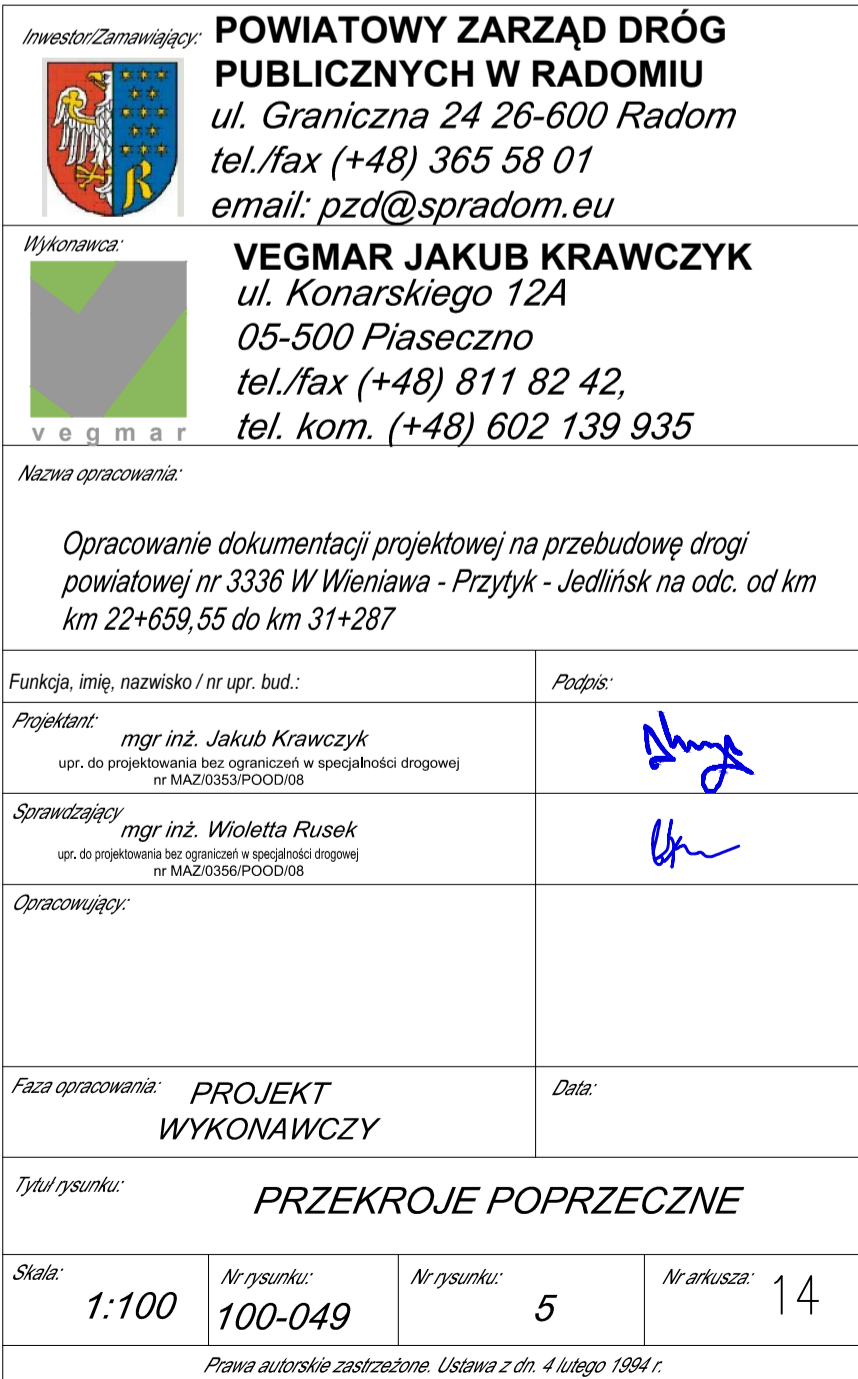 Inwestor/Zamawiający: POWIATOWY ZARZĄD DRÓG
PUBLICZNYCH W RADOMIU
ul. Graniczna 24 26-600 Radom
tel./fax (+48) 365 58 01
email: pzd@spradom.eu
R
Wykonawca:
VEGMAR JAKUB KRAWCZYK
ul. Konarskiego 12A
05-500 Piaseczno
tel./fax (+48) 811 82 42,
tel. kom. (+48) 602 139 935
vegmar
Nazwa opracowania:
Opracowanie dokumentacji projektowej na przebudowę drogi
powiatowej nr 3336 W Wieniawa - Przytyk - Jedlińsk na odc. od km
km 22+659,55 do km 31+287
Funkcja, imię, nazwisko / nr upr. bud.:
Podpis:
Projektant:
mgr inż. Jakub Krawczyk
upr. do projektowania bez ograniczeń w specjalności drogowej
nr MAZ/0353/POOD/08
Sprawdzający
mgr inż. Wioletta Rusek
upr. do projektowania bez ograniczeń w specjalności drogowej
nr MAZ/0356/POOD/08
Opracowujący:
Faza opracowania: PROJEKT
WYKONAWCZY
Data:
Tytuł rysunku:
PRZEKROJE POPRZECZNE
Skala:
1:100
Nr rysunku:
100-049
Nr rysunku:
5
Nr arkusza: 14
Prawa autorskie zastrzeżone. Ustawa z dn. 4 lutego 1994 r.